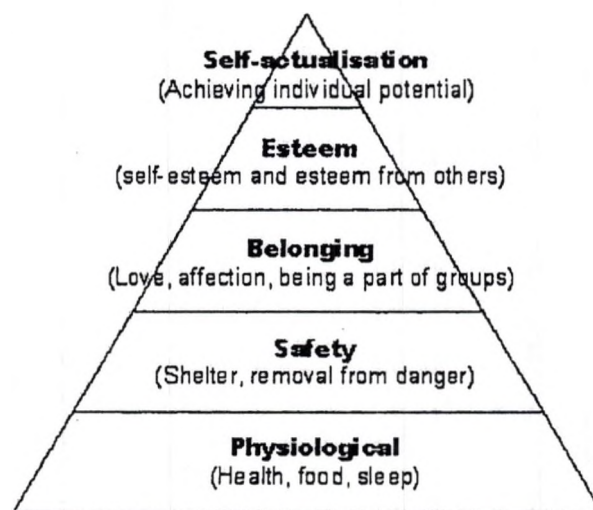 Self-actualisation
(Achieving individual potential)
Esteem
(self-esteem and esteem from others)
Belonging
(Love, affection, being a part of groups)
Safety
(Shelter, removal from danger)
Physiological
(Health, food, sleep)